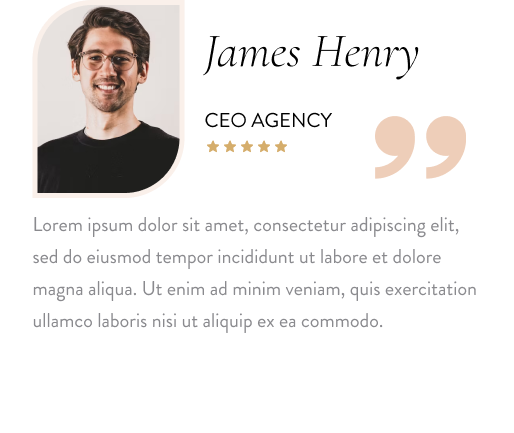 James Henry
CEO AGENCY
”
Lorem ipsum dolor sit amet, consectetur adipiscing elit,
sed do eiusmod tempor incididunt ut labore et dolore
magna aliqua. Ut enim ad minim veniam, quis exercitation
ullamco laboris nisi ut aliquip ex ea commodo.